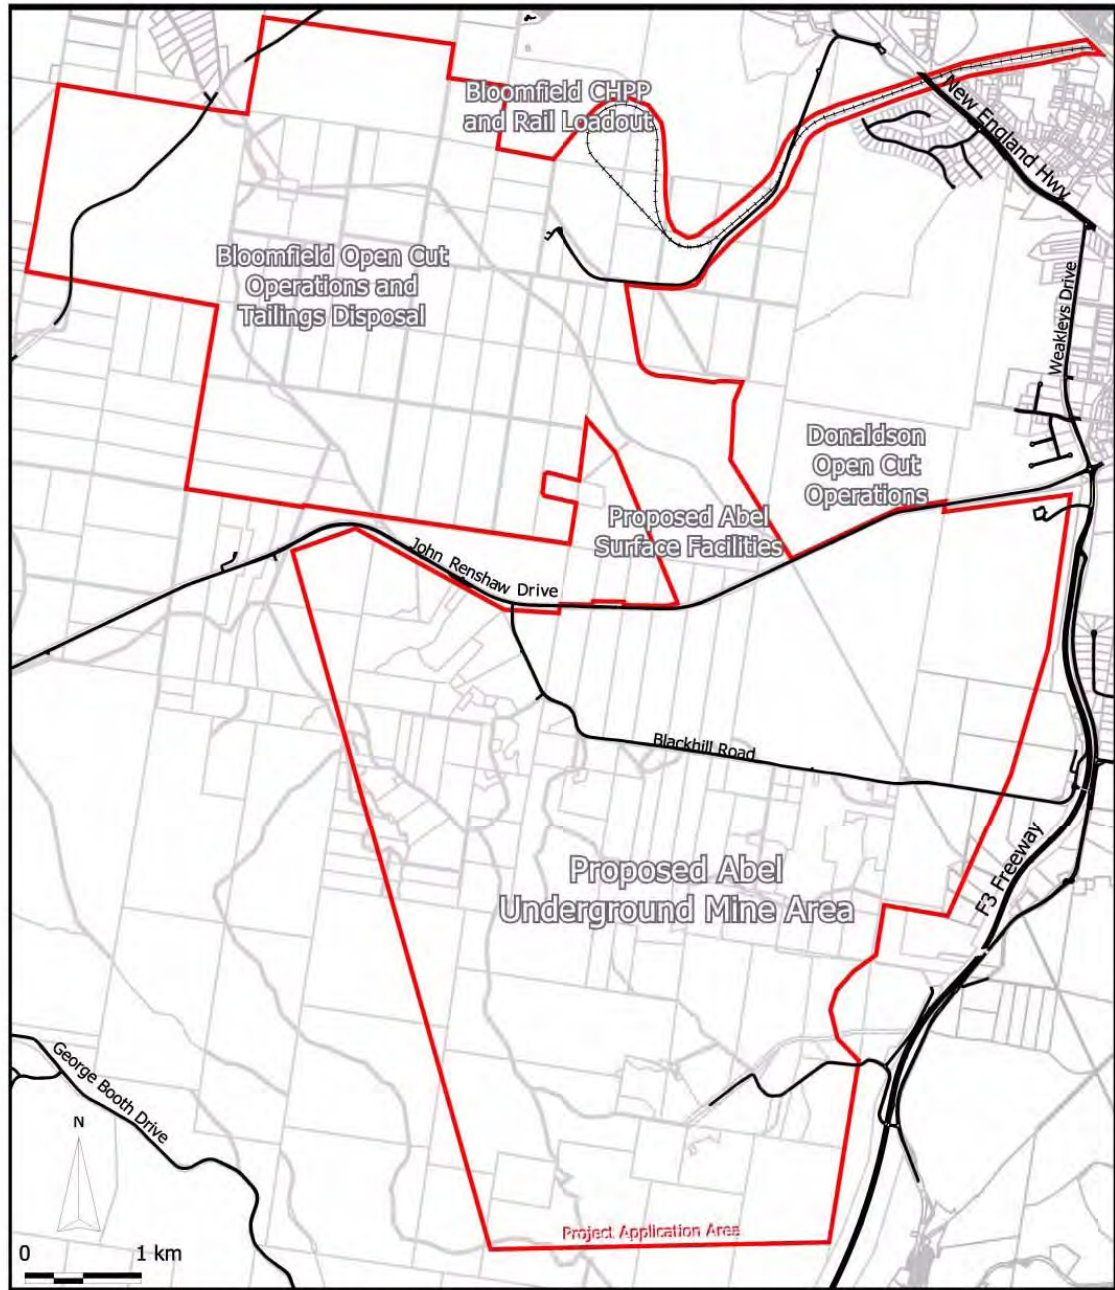 Bloomfield CHPP
and Rail Loadout
New England Hwy
Bloomfield Open Cut
Operations and
Tailings Disposal
Weakleys Drive
Donaldson
Open Cut
Operations
Proposed Abel
Surface Facilities
John Renshaw Drive
Blackhill Road
Proposed Abel
Underground Mine Area
F3 Freeway
George Booth Drive
N
Project Application Area
0 1 km